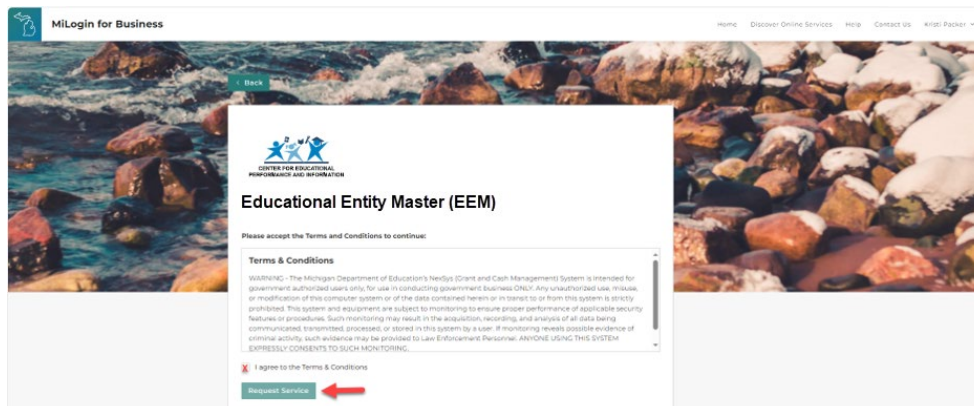 MiLogin for Business
Home Discover Online Services Help Contact Us Kristi Packer
< Back
CENTER FOR EDUCATIONAL
PERFORMANCE AND INFORMATION
Educational Entity Master (EEM)
Please accept the Terms and Conditions to continue:
Terms & Conditions
WARNING - The Michigan Department of Education's NexSys (Grant and Cash Management) System is intended for
government authorized users only, for use in conducting government business ONLY. Any unauthorized use, misuse,
or modification of this computer system or of the data contained herein or in transit to or from this system is strictly
prohibited. This system and equipment are subject to monitoring to ensure proper performance of applicable security
features or procedures. Such monitoring may result in the acquisition, recording, and analysis of all data being
communicated, transmitted, processed, or stored in this system by a user. If monitoring reveals possible evidence of
criminal activity, such evidence may be provided to Law Enforcement Personnel. ANYONE USING THIS SYSTEM
EXPRESSLY CONSENTS TO SUCH MONITORING.
X I agree to the Terms & Conditions
Request Service